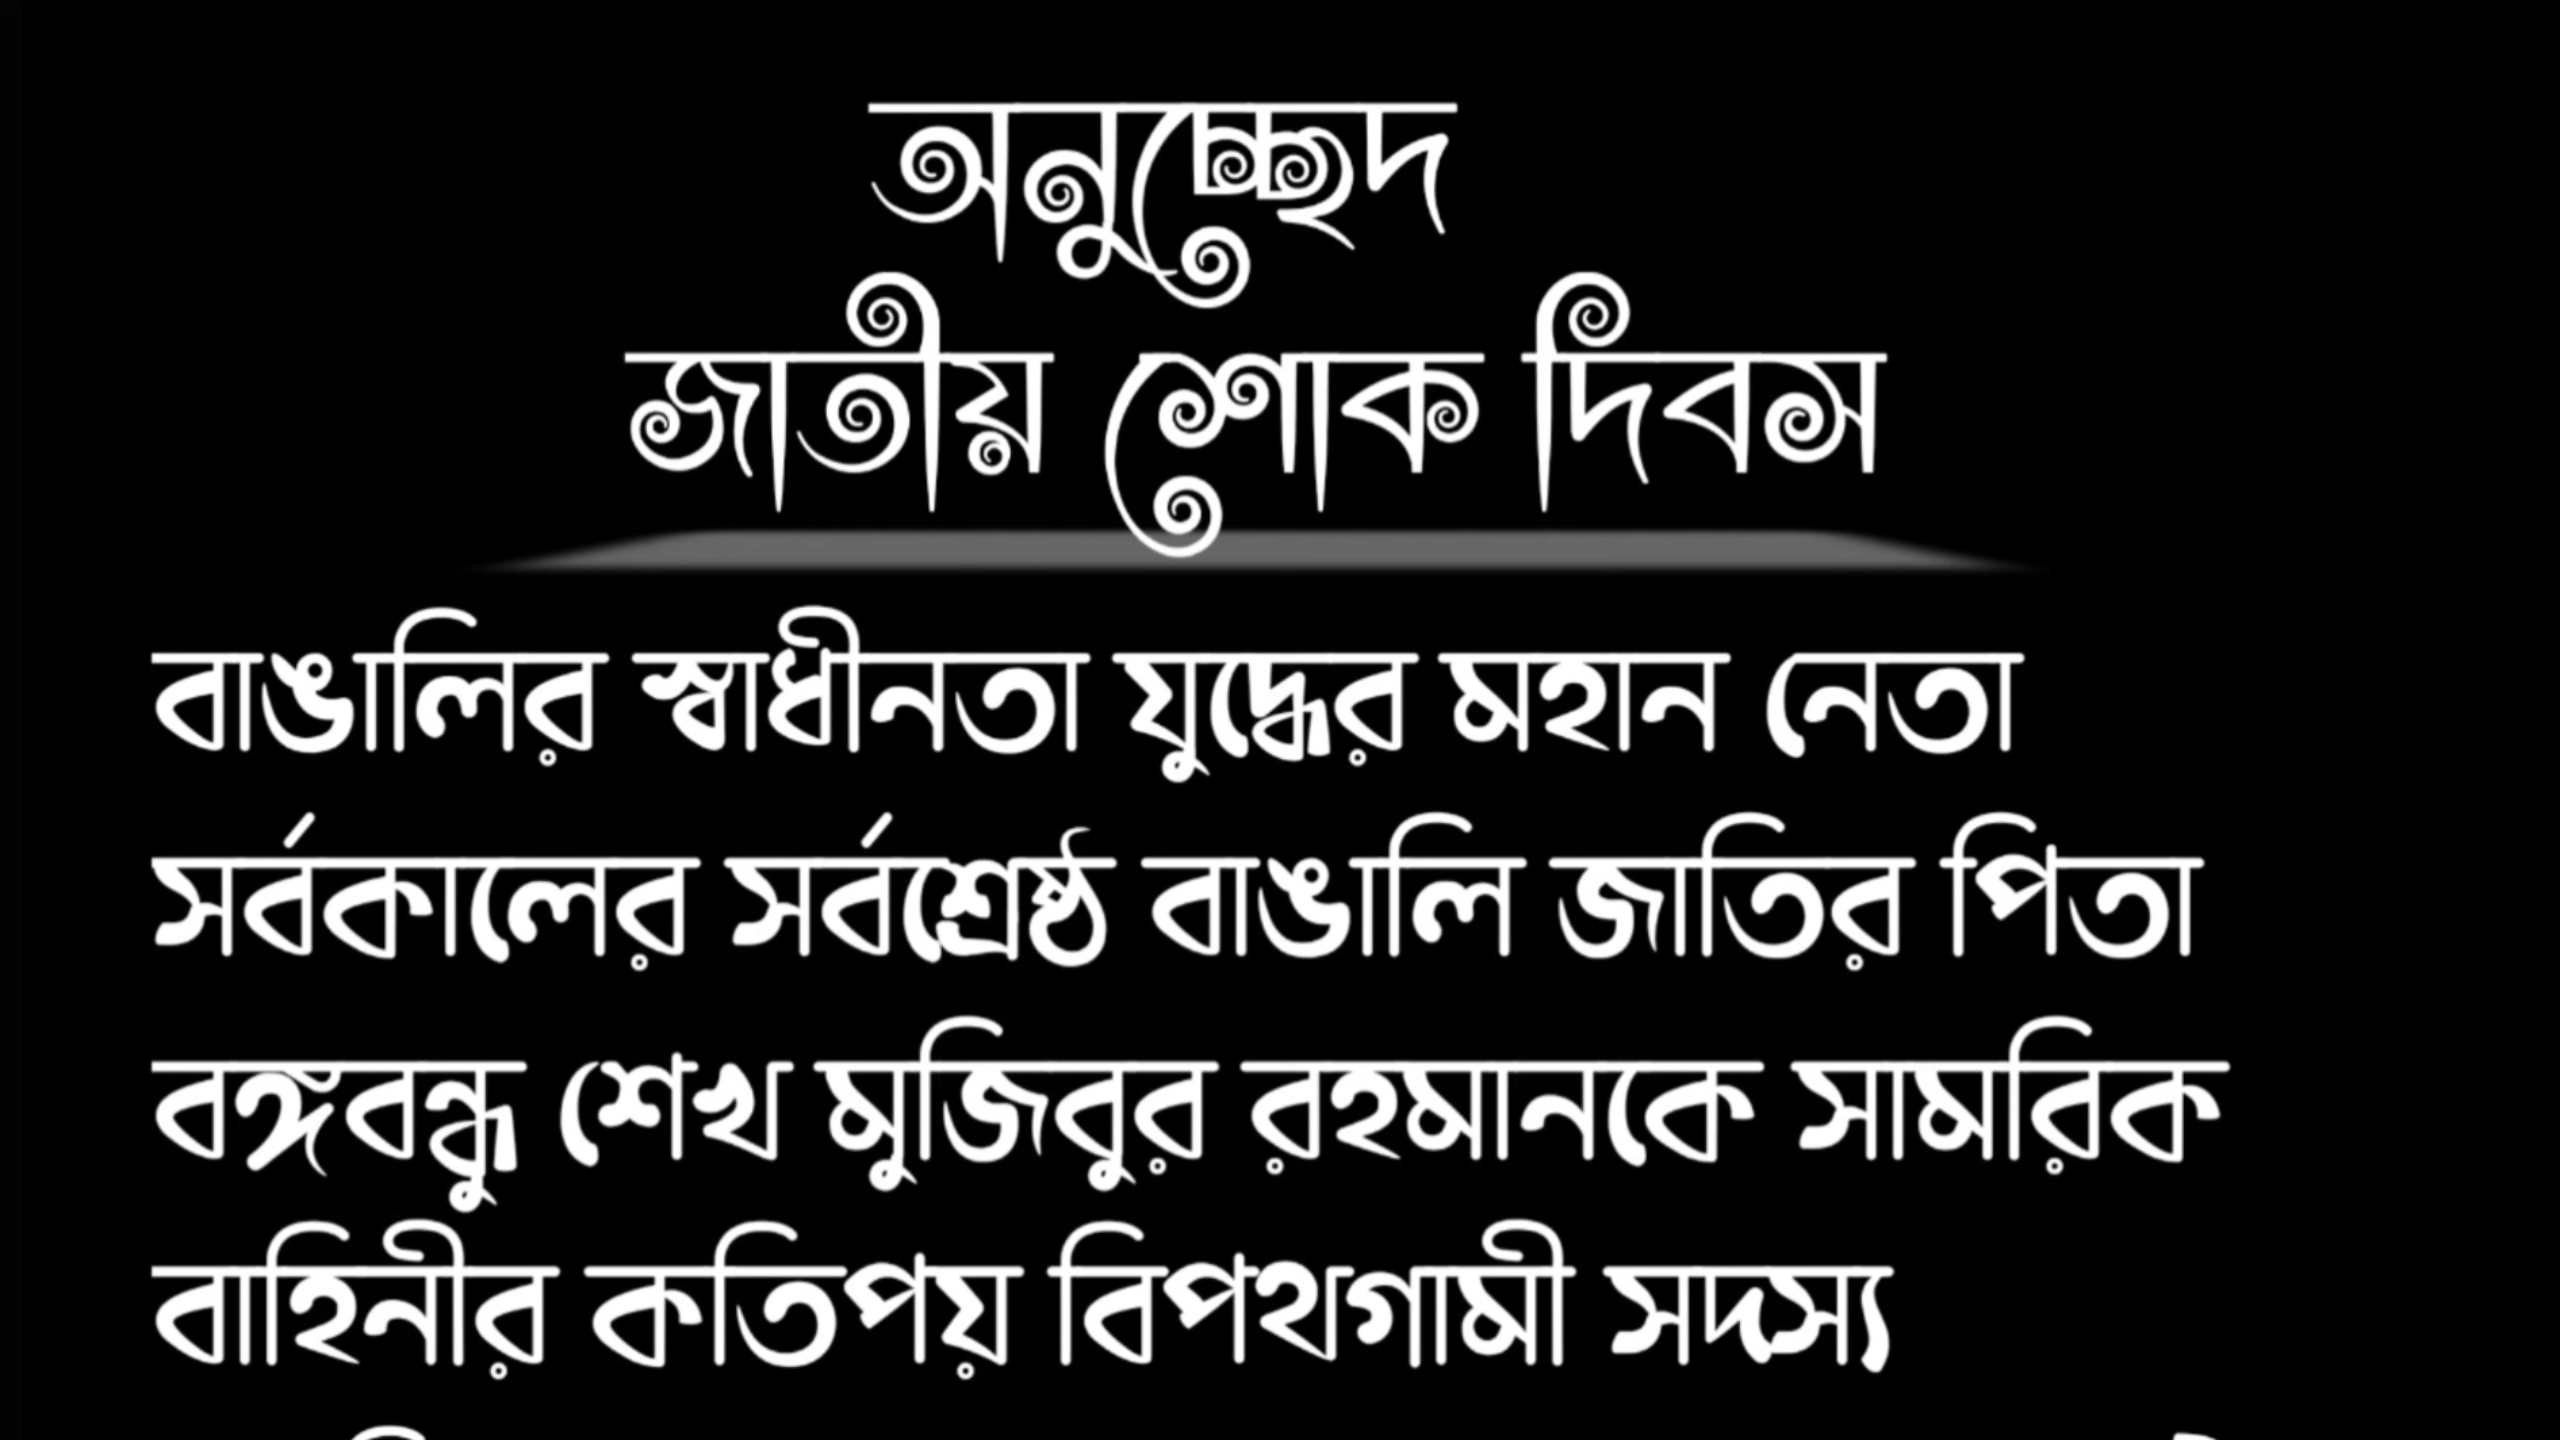 অনুচ্ছেদ
জাতীয় শোক দিবস
বাঙালির স্বাধীনতা যুদ্ধের মহান নেতা
সর্বকালের সর্বশ্রেষ্ঠ বাঙালি জাতির পিতা
বঙ্গবন্ধু শেখ মুজিবুর রহমানকে সামরিক
বাহিনীর কতিপয় বিপথগামী সদস্য